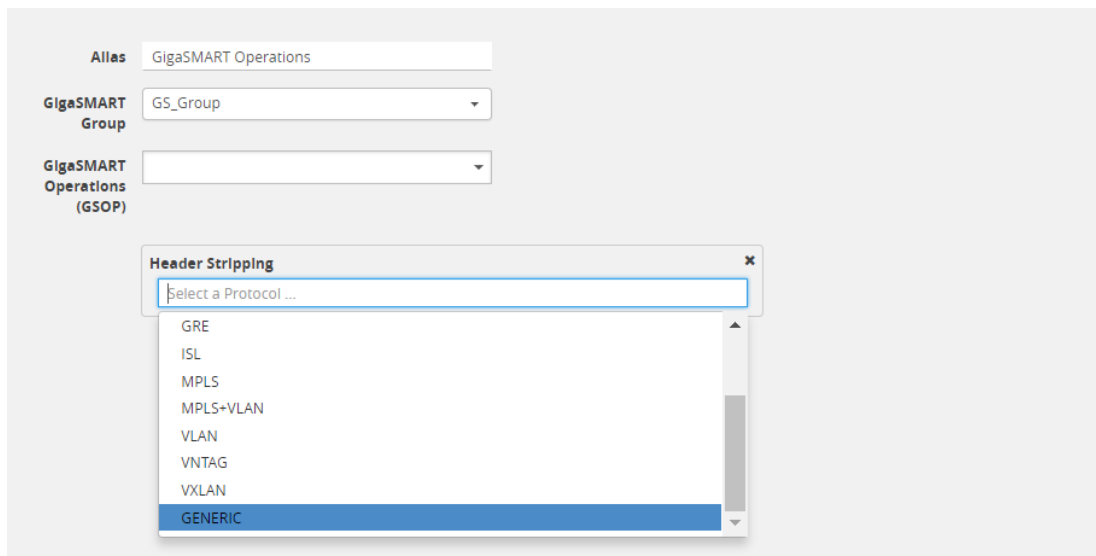 Alias
GigaSMART Operations
GigaSMART
Group
GS_Group
GigaSMART
Operations
(GSOP)
Header Stripping
Select a Protocol ...
GRE
ISL
MPLS
MPLS+VLAN
VLAN
VNTAG
VXLAN
GENERIC